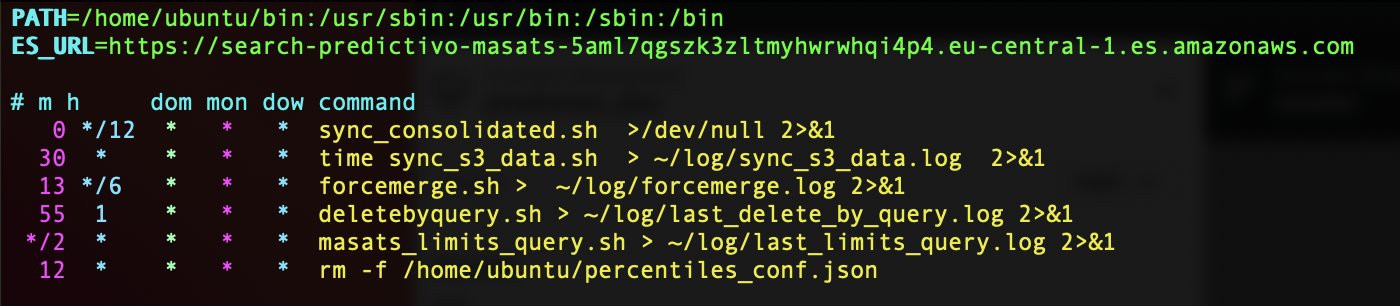 PATH=/home/ubuntu/bin:/usr/sbin:/usr/bin:/sbin:/bin
ES_URL=https://search-predictivo-masats-5aml7qgszk3zltmyhwrwhqi4p4.eu-central-1.es.amazonaws.com
# m h dom mon dow command
0 */12 * * * sync_consolidated.sh >/dev/null 2>&1
30 * * * * time sync_s3_data.sh > ~/log/sync_s3_data.log 2>&1
13 */6 * * * forcemerge.sh > ~/log/forcemerge.log 2>&1
55 1 * * * deletebyquery.sh > ~/log/last_delete_by_query.log 2>&1
*/2 * * * * masats_limits_query.sh > ~/log/last_limits_query.log 2>&1
12 * * * * rm -f /home/ubuntu/percentiles_conf.json